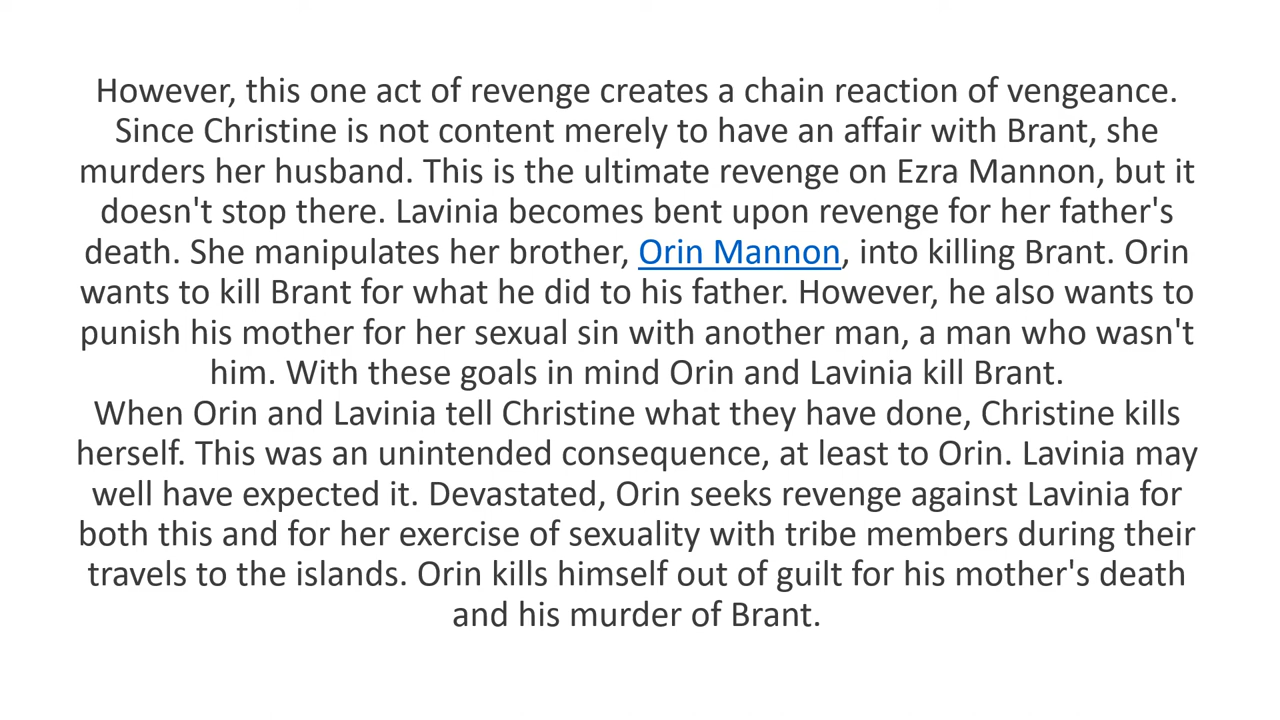 However, this one act of revenge creates a chain reaction of vengeance.
Since Christine is not content merely to have an affair with Brant, she
murders her husband. This is the ultimate revenge on Ezra Mannon, but it
doesn't stop there. Lavinia becomes bent upon revenge for her father's
death. She manipulates her brother, Orin Mannon, into killing Brant. Orin
wants to kill Brant for what he did to his father. However, he also wants to
punish his mother for her sexual sin with another man, a man who wasn't
him. With these goals in mind Orin and Lavinia kill Brant.
When Orin and Lavinia tell Christine what they have done, Christine kills
herself. This was an unintended consequence, at least to Orin. Lavinia may
well have expected it. Devastated, Orin seeks revenge against Lavinia for
both this and for her exercise of sexuality with tribe members during their
travels to the islands. Orin kills himself out of guilt for his mother's death
and his murder of Brant.